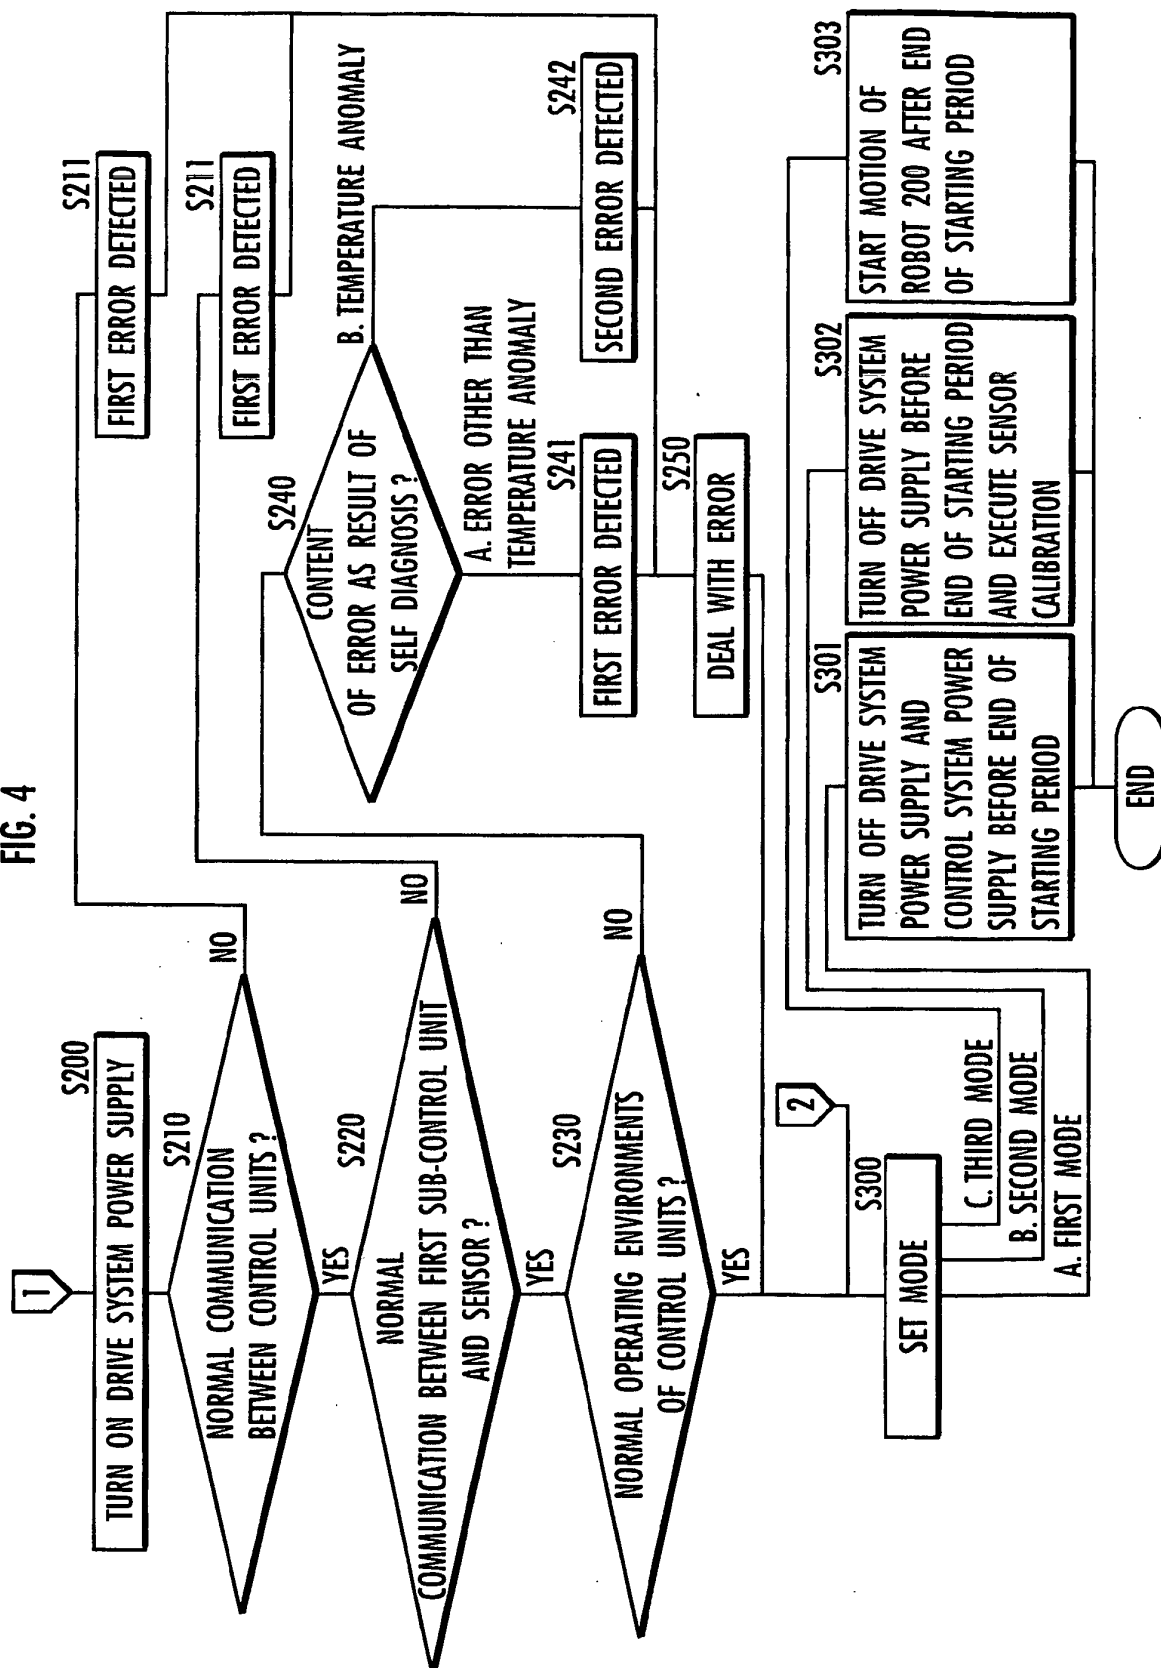 FIG. 4
1
S200
TURN ON DRIVE SYSTEM POWER SUPPLY
S210
NORMAL COMMUNICATION
BETWEEN CONTROL UNITS?
NO
YES
S211
FIRST ERROR DETECTED
S220
NORMAL
COMMUNICATION BETWEEN FIRST SUB-CONTROL UNIT
AND SENSOR?
NO
YES
S211
FIRST ERROR DETECTED
S230
NORMAL OPERATING ENVIRONMENTS
OF CONTROL UNITS?
NO
YES
S240
CONTENT
OF ERROR AS RESULT OF
SELF DIAGNOSIS?
B. TEMPERATURE ANOMALY
A. ERROR OTHER THAN
TEMPERATURE ANOMALY
S241
FIRST ERROR DETECTED
S242
SECOND ERROR DETECTED
S250
DEAL WITH ERROR
2
S300
SET MODE
C. THIRD MODE
B. SECOND MODE
A. FIRST MODE
S301
TURN OFF DRIVE SYSTEM
POWER SUPPLY AND
CONTROL SYSTEM POWER
SUPPLY BEFORE END OF
STARTING PERIOD
S302
TURN OFF DRIVE SYSTEM
POWER SUPPLY BEFORE
END OF STARTING PERIOD
AND EXECUTE SENSOR
CALIBRATION
S303
START MOTION OF
ROBOT 200 AFTER END
OF STARTING PERIOD
END